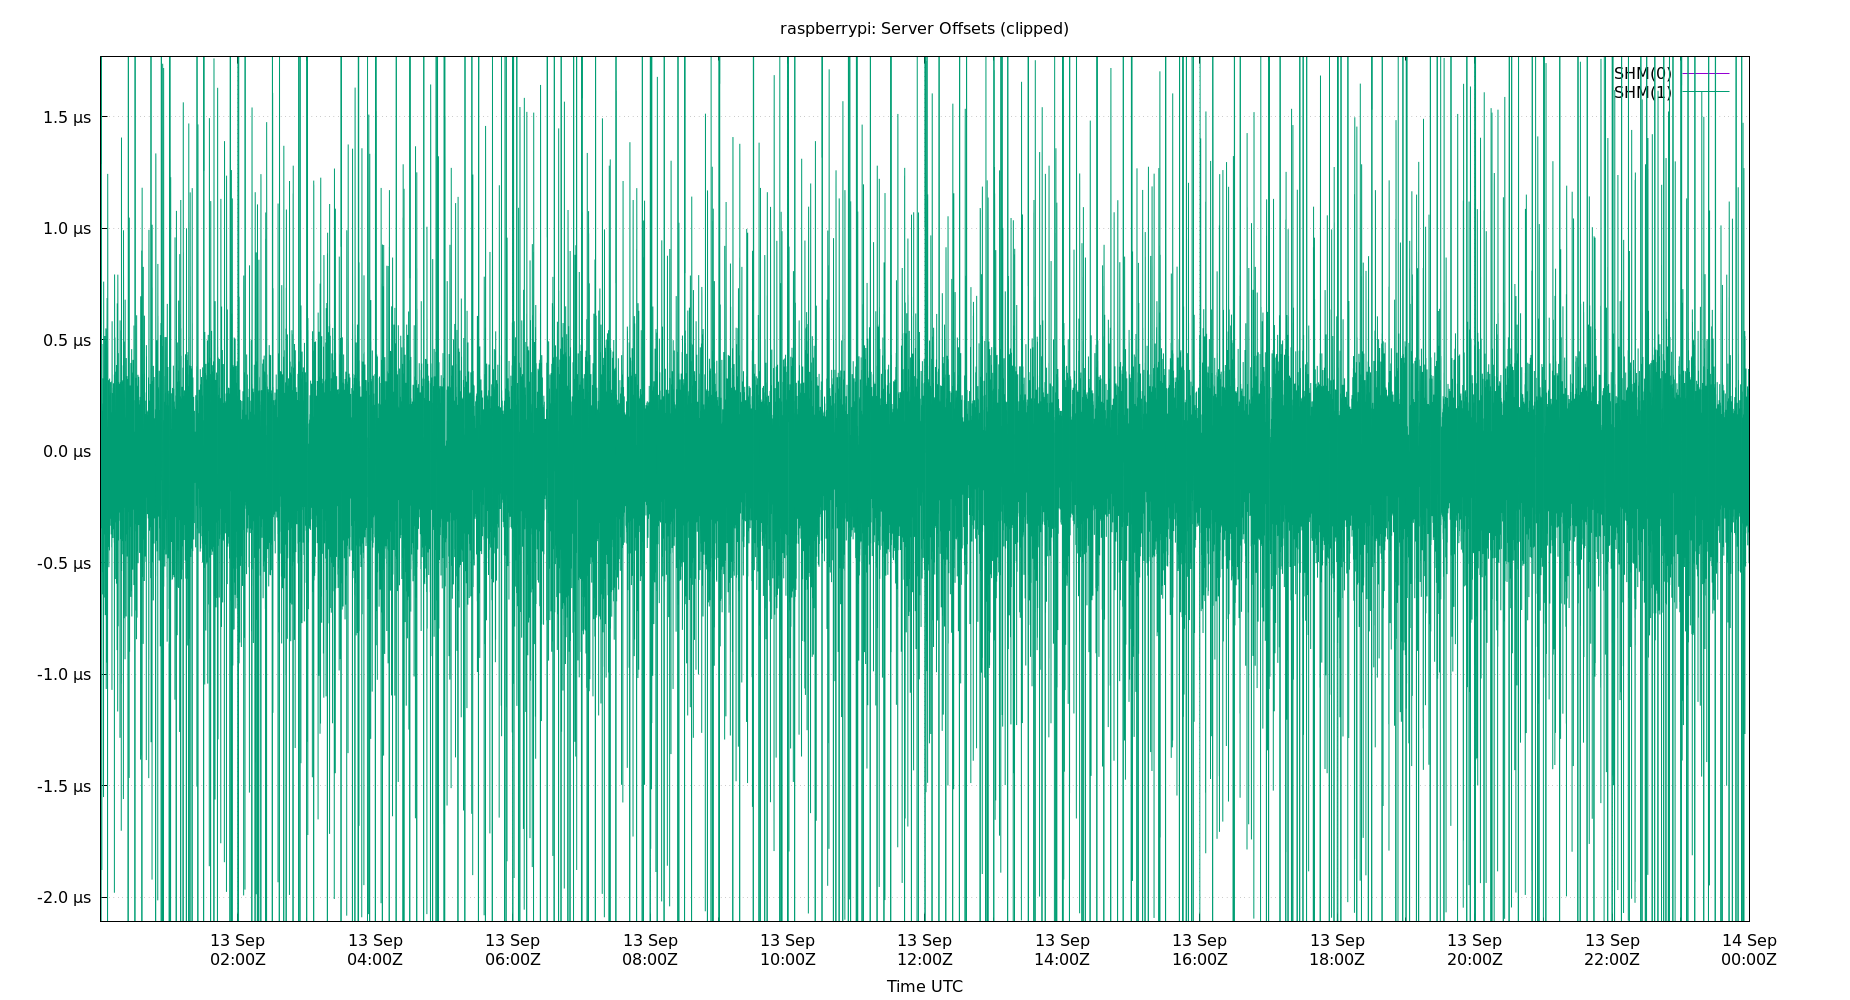 raspberrypi: Server Offsets (clipped)
SHM(0)
SHM(1)
1.5 µs
1.0 µs
0.5 µs
0.0 µs
-0.5 µs
-1.0 µs
-1.5 µs
-2.0 µs
13 Sep 13 Sep 13 Sep 13 Sep 13 Sep 13 Sep 13 Sep 13 Sep 13 Sep 13 Sep 13 Sep 14 Sep
02:00Z 04:00Z 06:00Z 08:00Z 10:00Z 12:00Z 14:00Z 16:00Z 18:00Z 20:00Z 22:00Z 00:00Z
Time UTC